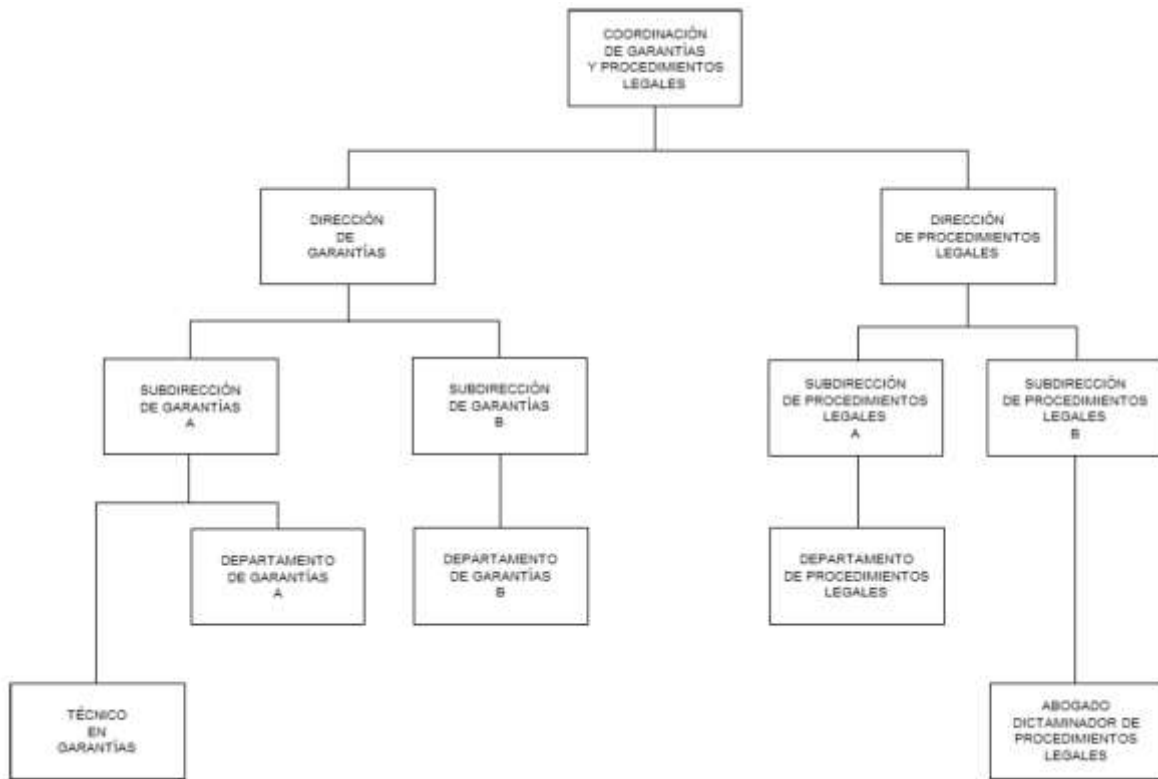 COORDINACIÓN
DE GARANTÍAS
Y PROCEDIMIENTOS
LEGALES
DIRECCIÓN
DE
GARANTÍAS
DIRECCIÓN
DE PROCEDIMIENTOS
LEGALES
SUBDIRECCIÓN
DE GARANTÍAS
A
SUBDIRECCIÓN
DE GARANTÍAS
B
SUBDIRECCIÓN
DE PROCEDIMIENTOS
LEGALES
A
SUBDIRECCIÓN
DE PROCEDIMIENTOS
LEGALES
B
DEPARTAMENTO
DE GARANTÍAS
A
DEPARTAMENTO
DE GARANTÍAS
B
DEPARTAMENTO
DE PROCEDIMIENTOS
LEGALES
TÉCNICO
EN
GARANTÍAS
ABOGADO
DICTAMINADOR DE
PROCEDIMIENTOS
LEGALES